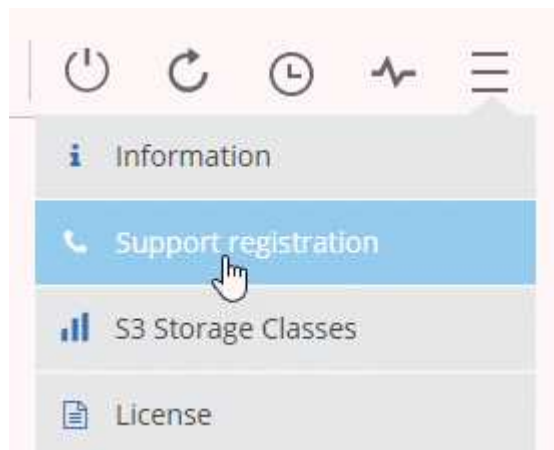 Information
Support registration
S3 Storage Classes
License